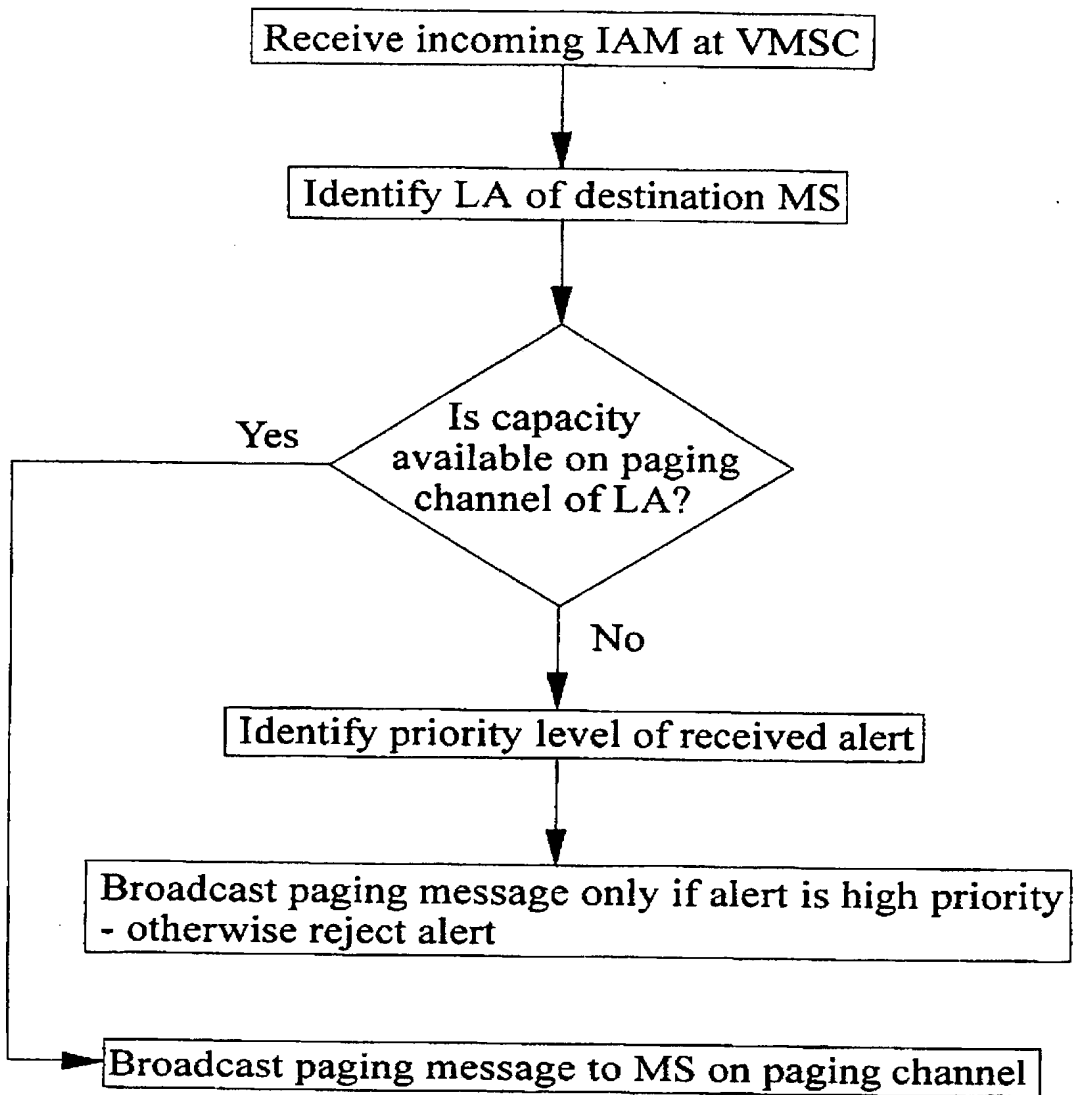 Receive incoming IAM at VMSC
Identify LA of destination MS
Is capacity
available on paging
channel of LA?
Yes
No
Identify priority level of received alert
Broadcast paging message only if alert is high priority
- otherwise reject alert
Broadcast paging message to MS on paging channel